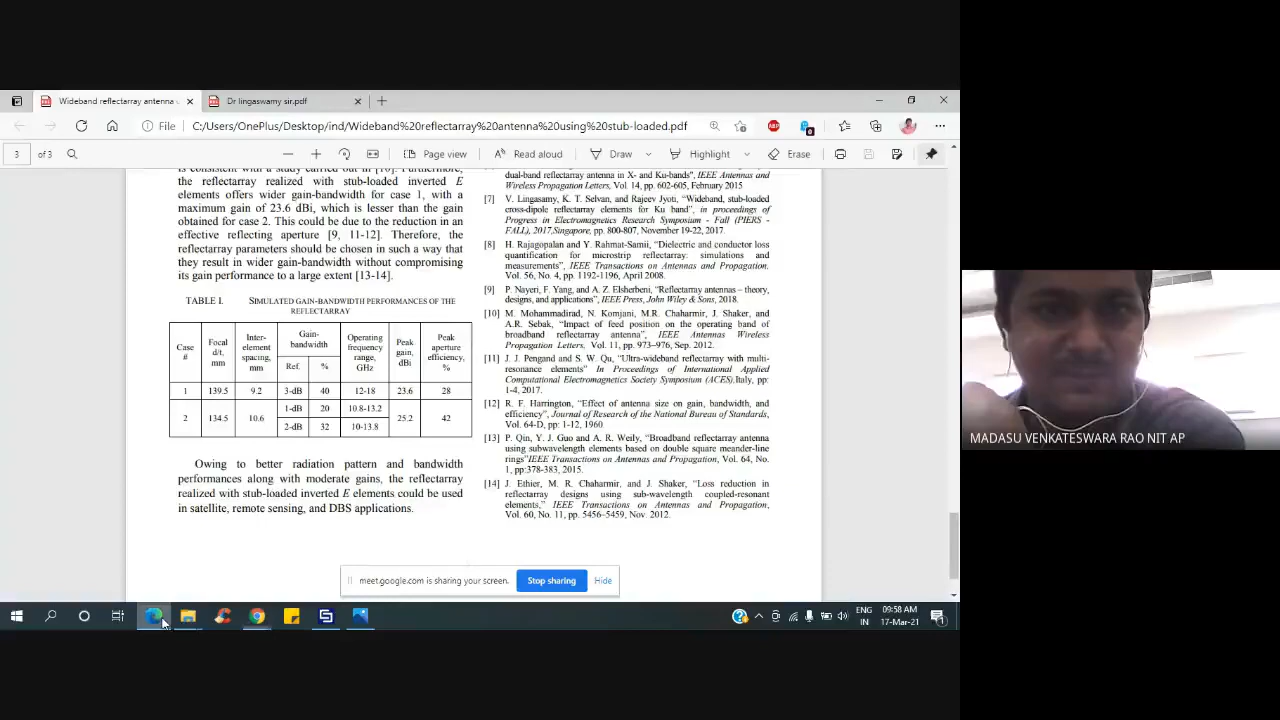 Wideband reflectarray antenna u
Dr lingaswamy sir.pdf
File
C:/Users/OnePlus/Desktop/ind/Wideband%20reflectarray%20antenna%20using%20stub-loaded.pdf
3
of 3
Page view
Read aloud
Draw
Highlight
Erase
is consistent with a study carried out in [10]. Furthermore,
the reflectarray realized with stub-loaded inverted E
elements offers wider gain-bandwidth for case 1, with a
maximum gain of 23.6 dBi, which is lesser than the gain
obtained for case 2. This could be due to the reduction in an
effective reflecting aperture [9, 11-12]. Therefore, the
reflectarray parameters should be chosen in such a way that
they result in wider gain-bandwidth without compromising
its gain performance to a large extent [13-14].
TABLE I. SIMULATED GAIN-BANDWIDTH PERFORMANCES OF THE
REFLECTARRAY
Case
#
Focal
d/t,
mm
Inter-
element
spacing,
mm
Gain-
bandwidth
Ref. %
Operating
frequency
range,
GHz
Peak
gain,
dBi
Peak
aperture
efficiency,
%
1 139.5 9.2 3-dB 40 12-18 23.6 28
2 134.5 10.6 1-dB 20 10.8-13.2 25.2 42
2-dB 32 10-13.8
Owing to better radiation pattern and bandwidth
performances along with moderate gains, the reflectarray
realized with stub-loaded inverted E elements could be used
in satellite, remote sensing, and DBS applications.
dual-band reflectarray antenna in X- and Ku-bands", IEEE Antennas and
Wireless Propagation Letters, Vol. 14, pp. 602-605, February 2015
[7] V. Lingasamy, K. T. Selvan, and Rajeev Jyoti, "Wideband, stub-loaded
cross-dipole reflectarray elements for Ku band", in proceedings of
Progress in Electromagnetics Research Symposium - Fall (PIERS -
FALL), 2017,Singapore, pp. 800-807, November 19-22, 2017.
[8] H. Rajagopalan and Y. Rahmat-Samii, "Dielectric and conductor loss
quantification for microstrip reflectarray: simulations and
measurements", IEEE Transactions on Antennas and Propagation.
Vol. 56, No. 4, pp. 1192-1196, April 2008.
[9] P. Nayeri, F. Yang, and A. Z. Elsherbeni, "Reflectarray antennas – theory,
designs, and applications", IEEE Press, John Wiley & Sons, 2018.
[10] M. Mohammadirad, N. Komjani, M.R. Chaharmir, J. Shaker, and
A.R. Sebak, "Impact of feed position on the operating band of
broadband reflectarray antenna", IEEE Antennas Wireless
Propagation Letters, Vol. 11, pp. 973–976, Sep. 2012.
[11] J. J. Pengand and S. W. Qu, "Ultra-wideband reflectarray with multi-
resonance elements" In Proceedings of International Applied
Computational Electromagnetics Society Symposium (ACES).Italy, pp:
1-4, 2017.
[12] R. F. Harrington, "Effect of antenna size on gain, bandwidth, and
efficiency", Journal of Research of the National Bureau of Standards,
Vol. 64-D, pp: 1-12, 1960
[13] P. Qin, Y. J. Guo and A. R. Weily, "Broadband reflectarray antenna
using subwavelength elements based on double square meander-line
rings"IEEE Transactions on Antennas and Propagation, Vol. 64, No.
1, pp:378-383, 2015.
[14] J. Ethier, M. R. Chaharmir, and J. Shaker, "Loss reduction in
reflectarray designs using sub-wavelength coupled-resonant
elements," IEEE Transactions on Antennas and Propagation,
Vol. 60, No. 11, pp. 5456–5459, Nov. 2012.
meet.google.com is sharing your screen.
Stop sharing
Hide
ENG
IN
09:58 AM
17-Mar-21
MADASU VENKATESWARA RAO NIT AP